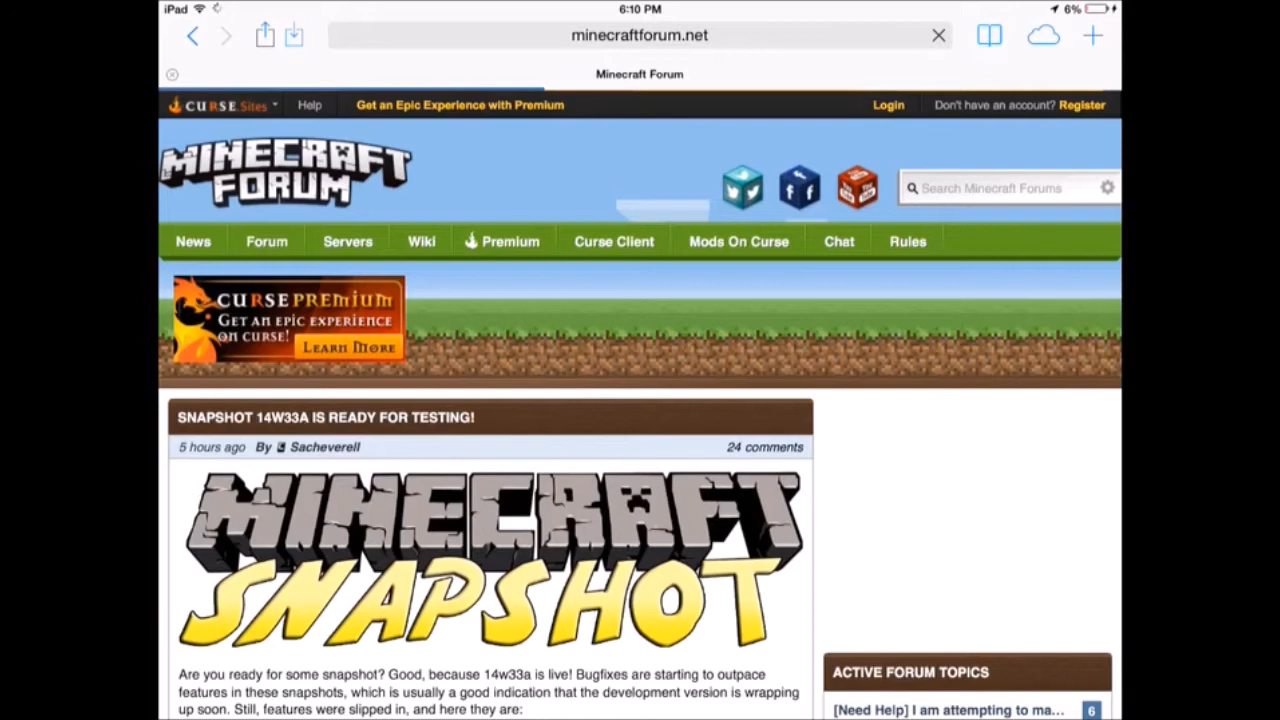 iPad
6:10 PM
6%
minecraftforum.net
Minecraft Forum
CURSE Sites
Help
Get an Epic Experience with Premium
Login
Don't have an account? Register
MINECRAFT
FORUM
You
Tube
Search Minecraft Forums
News
Forum
Servers
Wiki
Premium
Curse Client
Mods On Curse
Chat
Rules
CURSE PREMIUM
GET AN EPIC EXPERIENCE
ON CURSE!
LEARN MORE
SNAPSHOT 14W33A IS READY FOR TESTING!
5 hours ago By Sacheverell
24 comments
MINECRAFT
SNAPSHOT
Are you ready for some snapshot? Good, because 14w33a is live! Bugfixes are starting to outpace
features in these snapshots, which is usually a good indication that the development version is wrapping
up soon. Still, features were slipped in, and here they are:
ACTIVE FORUM TOPICS
[Need Help] I am attempting to ma...
6